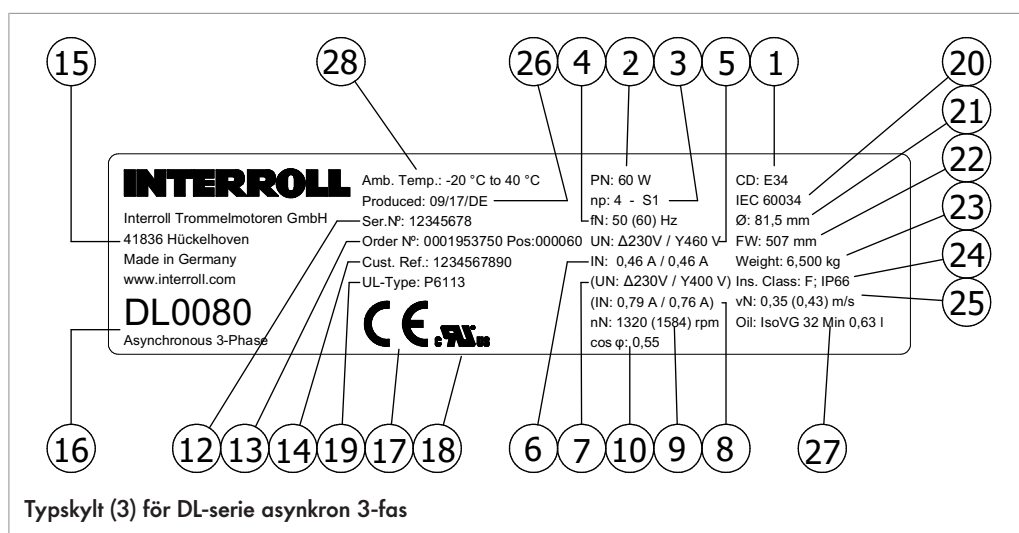 15 28 26 4 2 3 5 1 20
21
22
23
24
25
INTERROLL
Interroll Trommelmotoren GmbH
41836 Hückelhoven
Made in Germany
www.interroll.com
DL0080
Asynchronous 3-Phase
Amb. Temp.: -20 °C to 40 °C
Produced: 09/17/DE
Ser.Nº: 12345678
Order Nº: 0001953750 Pos:000060
Cust. Ref.: 1234567890
UL-Type: P6113
CE c RU us
PN: 60 W
np: 4 - S1
fN: 50 (60) Hz
UN: Δ230V / Y460 V
IN: 0,46 A / 0,46 A
(UN: Δ230V / Y400 V)
(IN: 0,79 A / 0,76 A)
nN: 1320 (1584) rpm
cos φ: 0,55
CD: E34
IEC 60034
Ø: 81,5 mm
FW: 507 mm
Weight: 6,500 kg
Ins. Class: F; IP66
vN: 0,35 (0,43) m/s
Oil: IsoVG 32 Min 0,63 l
16 12 13 14 19 17 18 6 7 10 9 8 27
Typskylt (3) för DL-serie asynkron 3-fas